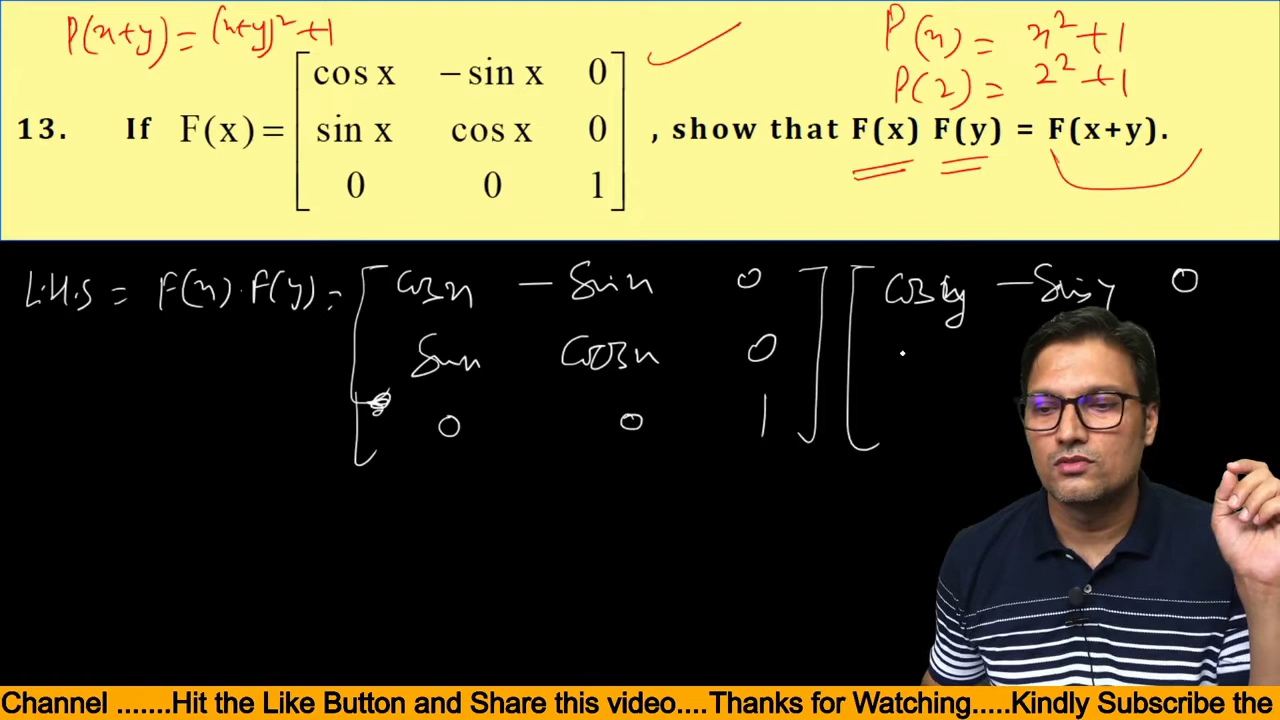 P(x+y) = (x+y)² +1
P(x) = x² +1
P(2) = 2² +1
13. If F(x) = [ cos x − sin x 0
sin x cos x 0
0 0 1 ] , show that F(x) F(y) = F(x+y).
L.H.S = F(x) . F(y) = [ cosx − Sinx 0 ] [ cosy − Siny 0
Sinx cosx 0
0 0 1
Channel .......Hit the Like Button and Share this video....Thanks for Watching.....Kindly Subscribe the